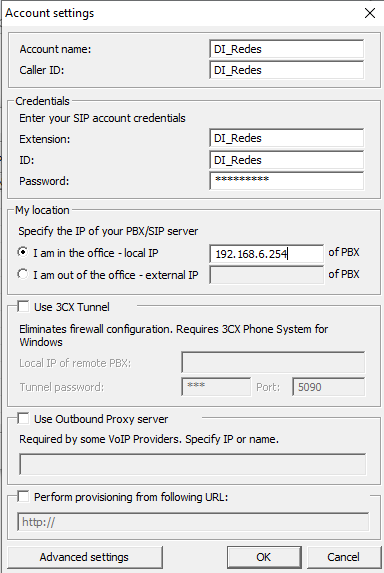 Account settings
Account name: DI_Redes
Caller ID: DI_Redes
Credentials
Enter your SIP account credentials
Extension: DI_Redes
ID: DI_Redes
Password: *********
My location
Specify the IP of your PBX/SIP server
I am in the office - local IP 192.168.6.254 of PBX
I am out of the office - external IP of PBX
Use 3CX Tunnel
Eliminates firewall configuration. Requires 3CX Phone System for
Windows
Local IP of remote PBX:
Tunnel password: *** Port: 5090
Use Outbound Proxy server
Required by some VoIP Providers. Specify IP or name.
Perform provisioning from following URL:
http://
Advanced settings OK Cancel